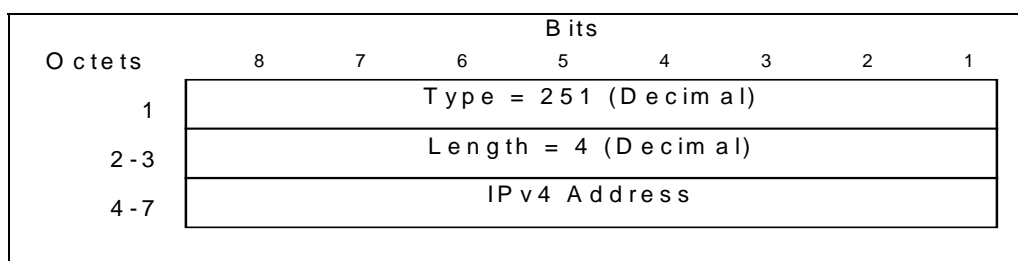 Bits
Octets 8 7 6 5 4 3 2 1
1 Type = 251 (Decimal)
2-3 Length = 4 (Decimal)
4-7 IPv4 Address